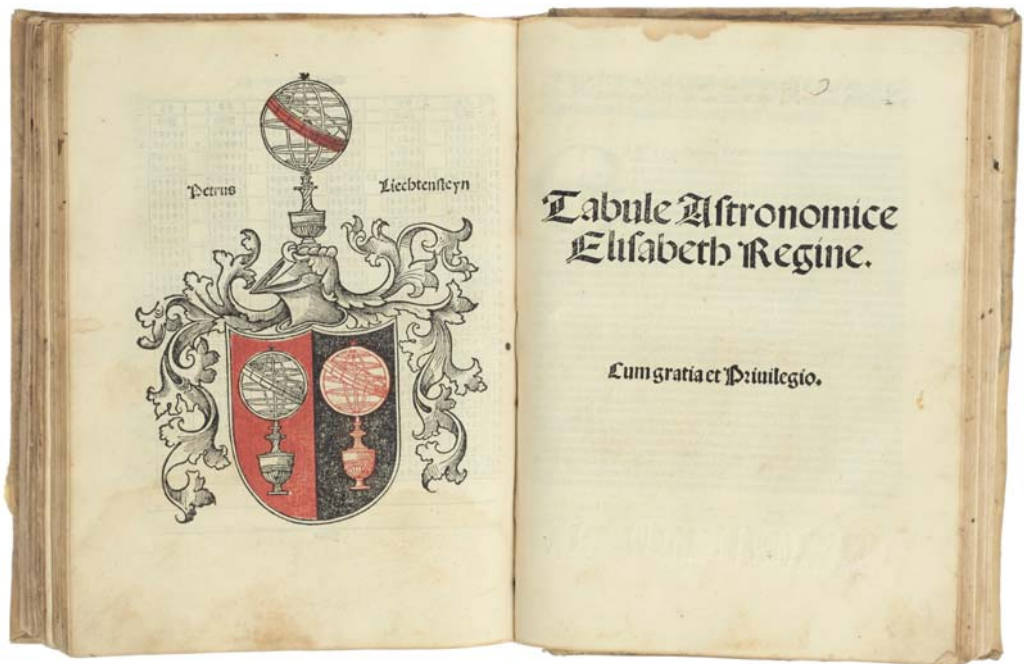 Petrus
Liechtensteyn
Tabule Astronomice
Elisabeth Regine.
Cum gratia et Priuilegio.